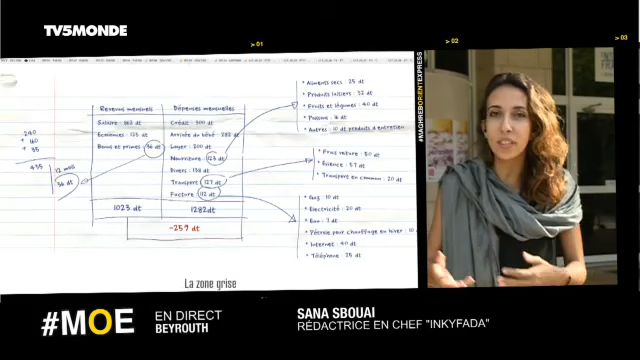 TV5MONDE
01
02
03
Revenus mensuels
Dépenses mensuelles
Salaire : 862 dt
Economies : 125 dt
Bonus et primes : 36 dt
Crédit : 300 dt
Arrivée du bébé : 282 dt
Loyer : 200 dt
Nourriture : 123 dt
Divers : 138 dt
Transport : 127 dt
Facture : 112 dt
1023 dt
1282 dt
-259 dt
240
+ 160
+ 35
435
12 mois
36 dt
• Aliments secs : 25 dt
• Produits laitiers : 32 dt
• Fruits et légumes : 40 dt
• Poisson : 16 dt
• Autres : 10 dt produits d'entretien
• Frais voiture : 50 dt
• Essence : 57 dt
• Transport en commun : 20 dt
• Gaz : 10 dt
• Electricité : 20 dt
• Eau : 7 dt
• Pétrole pour chauffage en hiver : 10
• Internet : 40 dt
• Téléphone : 25 dt
La zone grise
#MAGHREBORIENTEXPRESS
#MOE
EN DIRECT
BEYROUTH
SANA SBOUAI
RÉDACTRICE EN CHEF "INKYFADA"